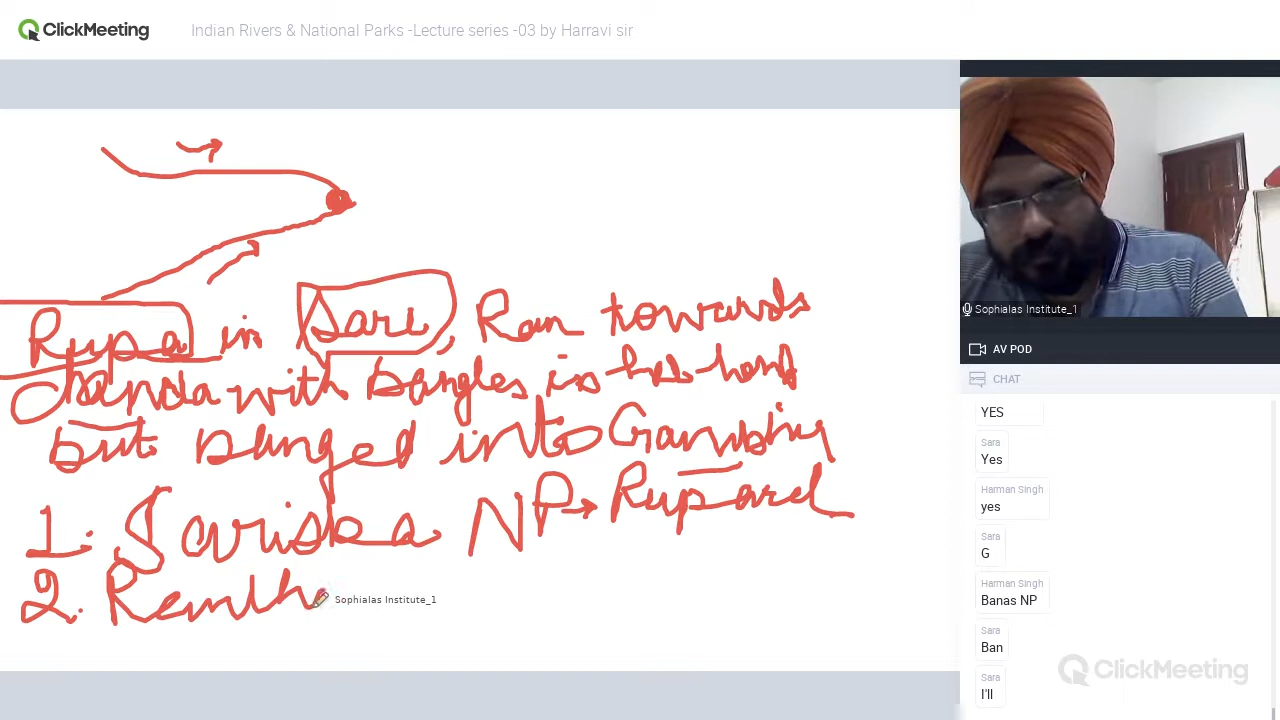 ClickMeeting
Indian Rivers & National Parks -Lecture series -03 by Harravi sir
Rupa in Sari, Ran towards
Chanda with Bangles in her hand
but Banged into Gambhir
1. Sariska NP → Ruparel
2. Ranth
Sophialas Institute_1
Sophialas Institute_1
AV POD
CHAT
YES
Sara
Yes
Harman Singh
yes
Sara
G
Harman Singh
Banas NP
Sara
Ban
Sara
I'll
ClickMeeting